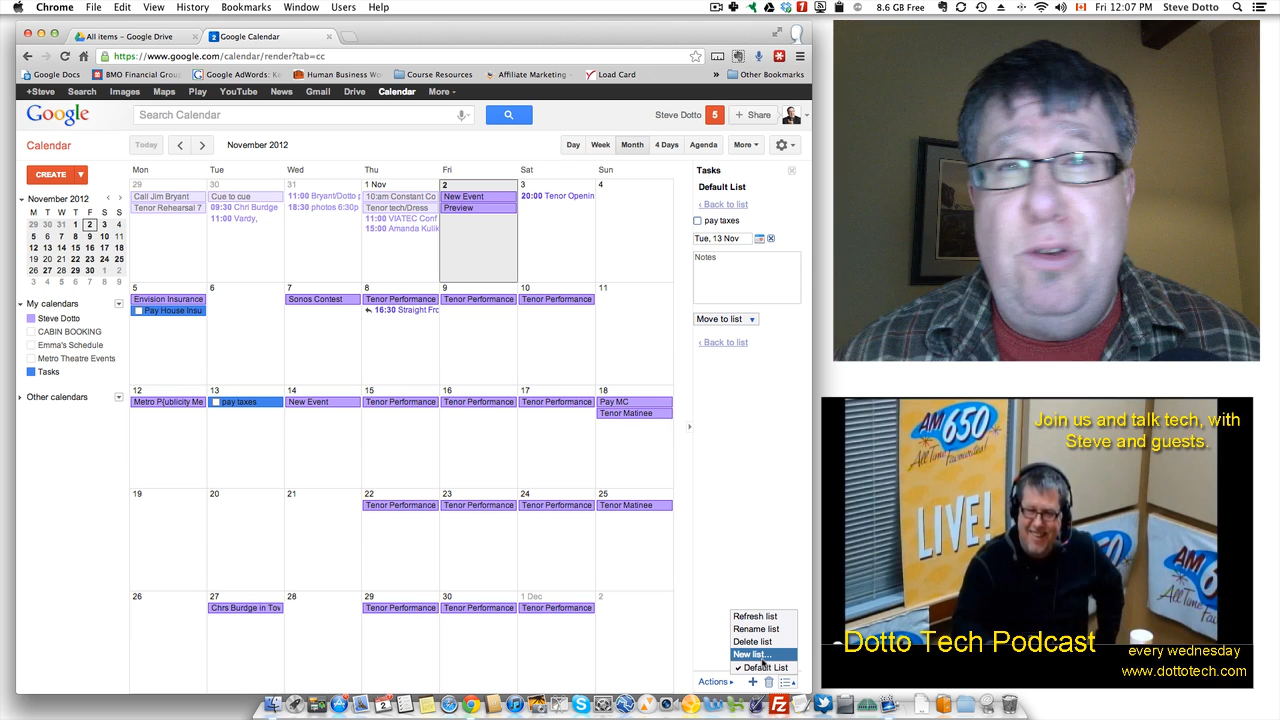 Chrome File Edit View History Bookmarks Window Users Help
8.6 GB Free Fri 12:07 PM Steve Dotto
All items – Google Drive
Google Calendar
https://www.google.com/calendar/render?tab=cc
Google Docs BMO Financial Group Google AdWords: Ke Human Business Wo Course Resources Affiliate Marketing - Load Card » Other Bookmarks
+Steve Search Images Maps Play YouTube News Gmail Drive Calendar More
Google
Search Calendar
Steve Dotto 5 + Share
Calendar
Today November 2012
Day Week Month 4 Days Agenda More
CREATE
November 2012
M T W T F S S
29 30 31 1 2 3 4
5 6 7 8 9 10 11
12 13 14 15 16 17 18
19 20 21 22 23 24 25
26 27 28 29 30 1 2
3 4 5 6 7 8 9
My calendars
Steve Dotto
CABIN BOOKING
Emma's Schedule
Metro Theatre Events
Tasks
Other calendars
Mon Tue Wed Thu Fri Sat Sun
29 30 31 1 Nov 2 3 4
Call Jim Bryant Cue to cue 11:00 Bryant/Dotto p 10:am Constant Co New Event 20:00 Tenor Openin
Tenor Rehearsal 7 09:30 Chri Burdge 18:30 photos 6:30p Tenor tech/Dress Preview
11:00 Vardy, 11:00 VIATEC Conf
15:00 Amanda Kulik
5 6 7 8 9 10 11
Envision Insurance Sonos Contest Tenor Performance Tenor Performance Tenor Performance
Pay House Insu 16:30 Straight Frc
12 13 14 15 16 17 18
Metro P{ublicity Me pay taxes New Event Tenor Performance Tenor Performance Tenor Performance Pay MC
Tenor Matinee
19 20 21 22 23 24 25
Tenor Performance Tenor Performance Tenor Performance Tenor Matinee
26 27 28 29 30 1 Dec 2
Chrs Burdge in Tov Tenor Performance Tenor Performance Tenor Performance
Tasks
Default List
‹ Back to list
pay taxes
Tue, 13 Nov
Notes
Move to list
‹ Back to list
Refresh list
Rename list
Delete list
New list...
✓ Default List
Actions
AM 650
All Time Favourites!
LIVE!
Join us and talk tech, with
Steve and guests.
Dotto Tech Podcast
every wednesday
www.dottotech.com